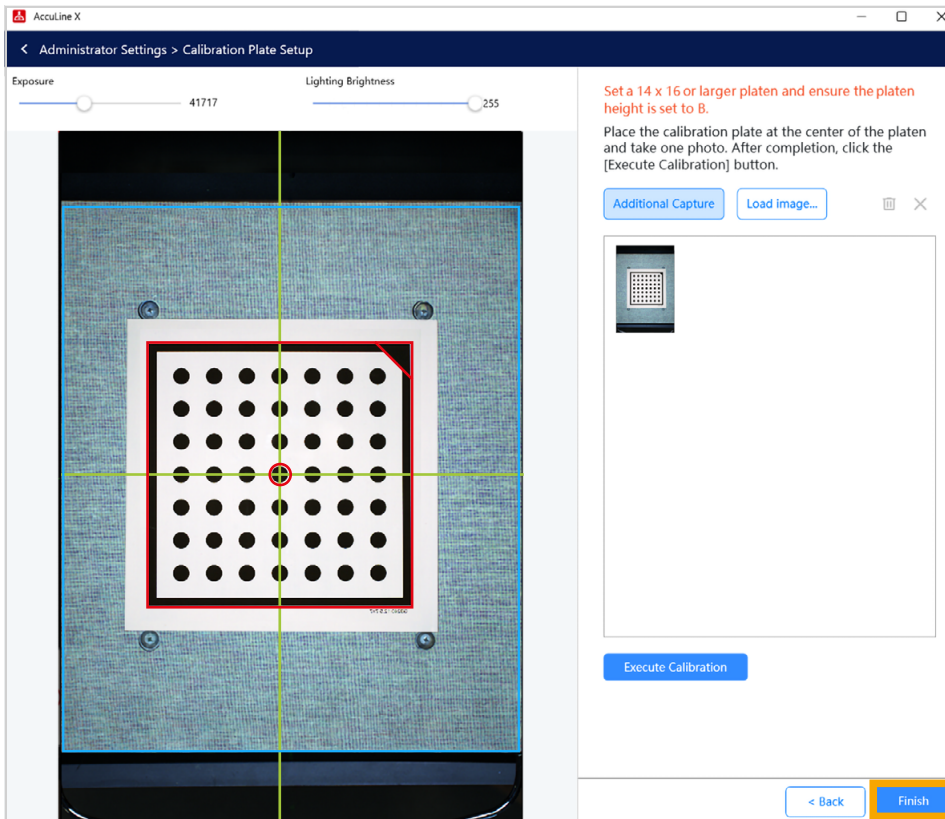 AccuLine X
Administrator Settings > Calibration Plate Setup
Exposure
41717
Lighting Brightness
255
Set a 14 x 16 or larger platen and ensure the platen
height is set to B.
Place the calibration plate at the center of the platen
and take one photo. After completion, click the
[Execute Calibration] button.
Additional Capture
Load image...
Execute Calibration
< Back
Finish